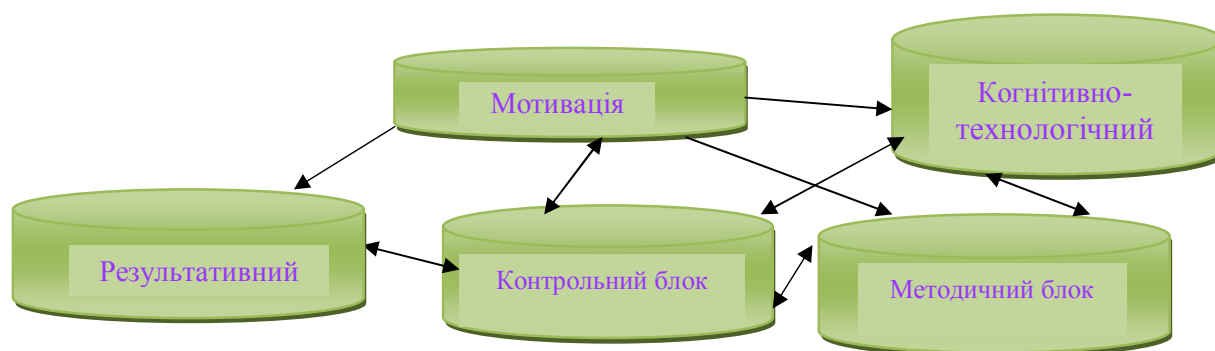 Мотивація
Когнітивно-
технологічний
Результативний
Контрольний блок
Методичний блок